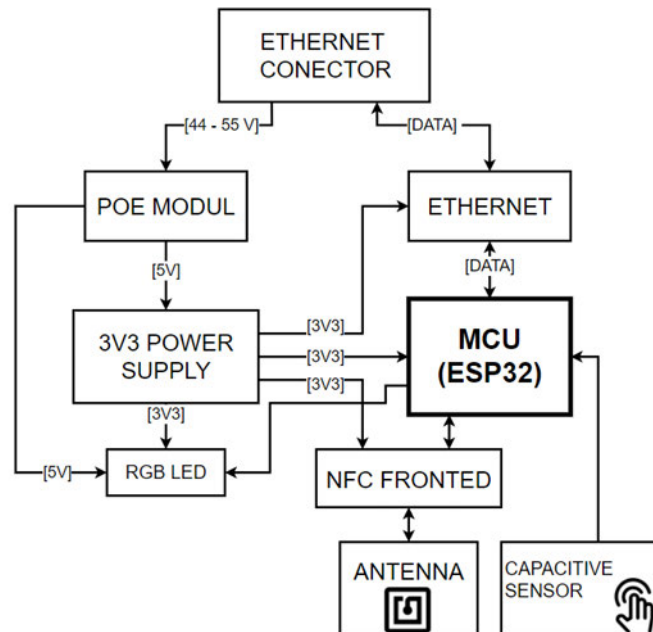 ETHERNET
CONECTOR
[44 - 55 V]
[DATA]
POE MODUL
ETHERNET
[5V]
[DATA]
3V3 POWER
SUPPLY
[3V3]
[3V3]
[3V3]
MCU
(ESP32)
[3V3]
[5V]
RGB LED
NFC FRONTED
ANTENNA
CAPACITIVE
SENSOR